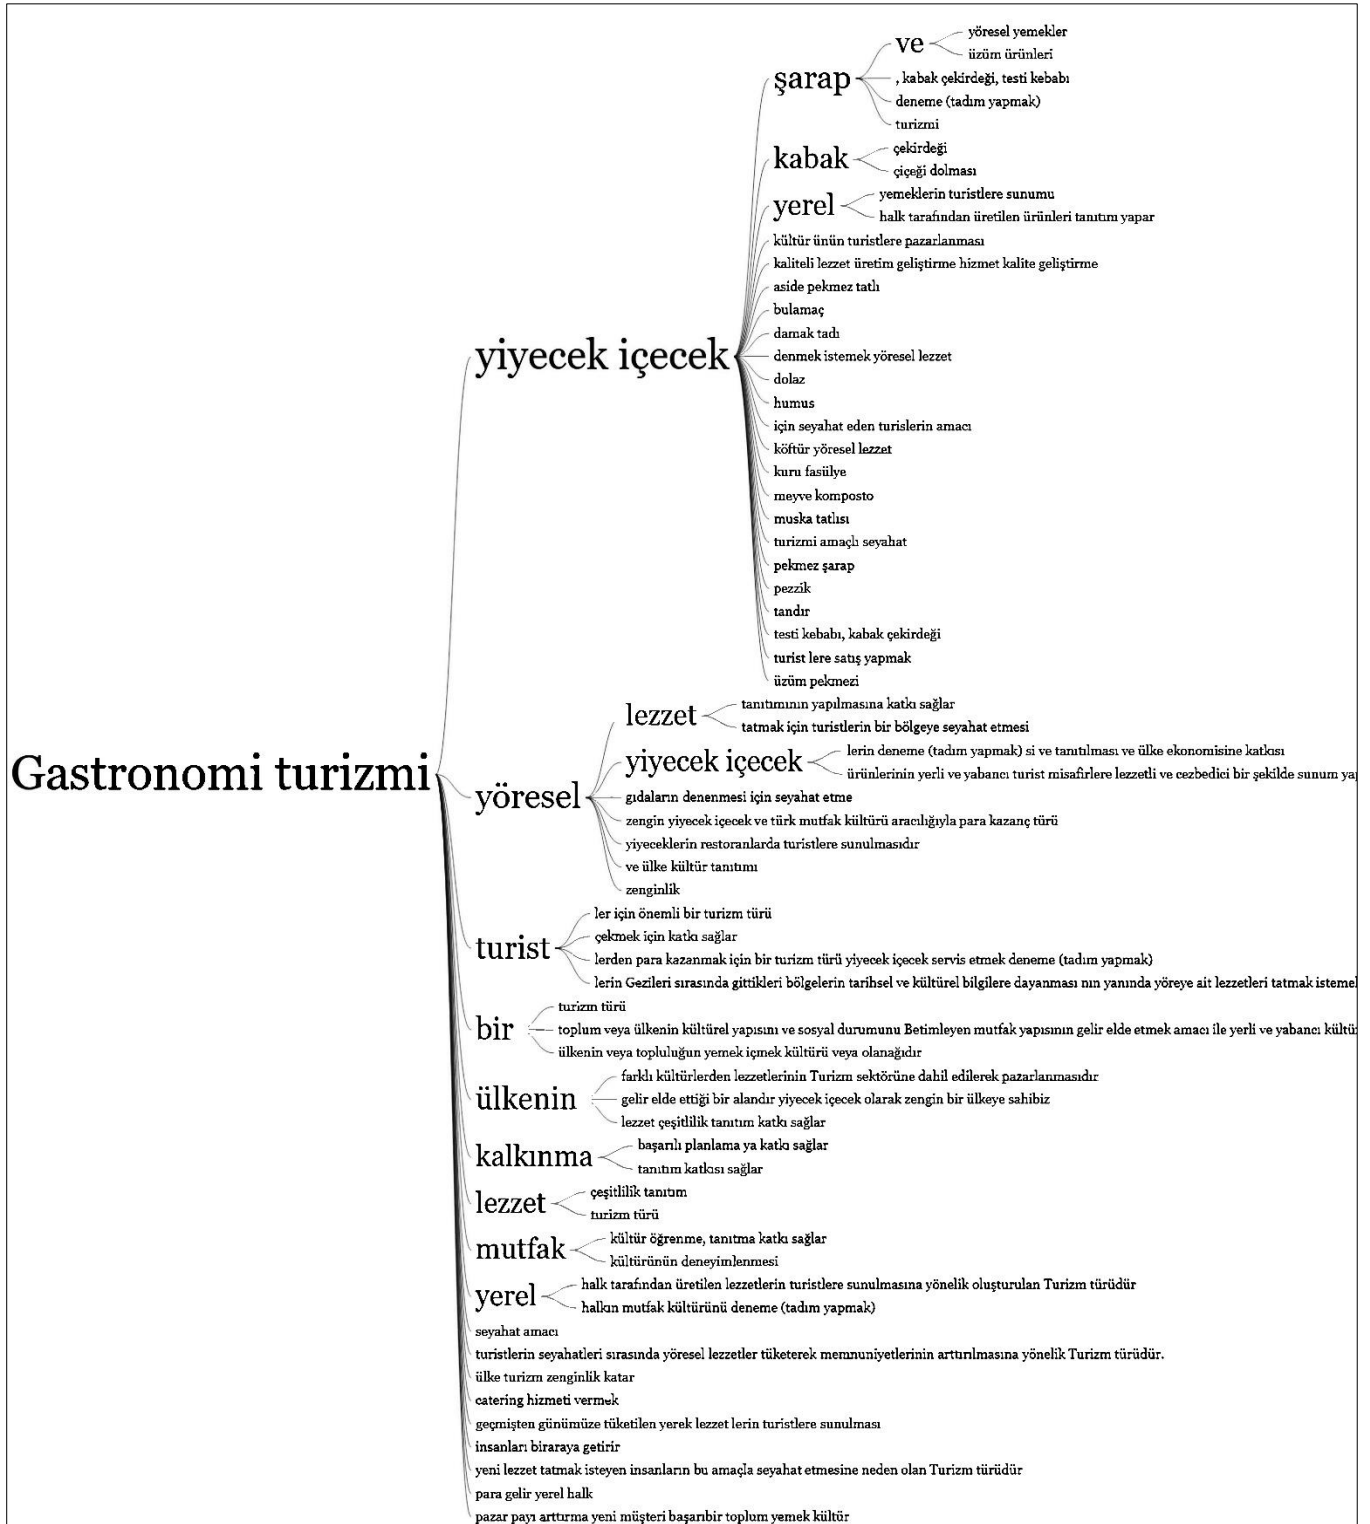 ve
yöresel yemekler
üzüm ürünleri
şarap
, kabak çekirdeği, testi kebabı
deneme (tadım yapmak)
turizmi
kabak
çekirdeği
çiçeği dolması
yerel
yemeklerin turistlere sunumu
halk tarafından üretilen ürünleri tanıtım yapar
kültür ünün turistlere pazarlanması
kaliteli lezzet üretim geliştirme hizmet kalite geliştirme
aside pekmez tatlı
bulamaç
damak tadı
yiyecek içecek
denmek istemek yöresel lezzet
dolaz
humus
için seyahat eden turislerin amacı
köftür yöresel lezzet
kuru fasülye
meyve komposto
muska tatlısı
turizmi amaçlı seyahat
pekmez şarap
pezzik
tandır
testi kebabı, kabak çekirdeği
turist lere satış yapmak
üzüm pekmezi
Gastronomi turizmi
yöresel
lezzet
tanıtımının yapılmasına katkı sağlar
tatmak için turistlerin bir bölgeye seyahat etmesi
yiyecek içecek
lerin deneme (tadım yapmak) si ve tanıtılması ve ülke ekonomisine katkısı
ürünlerinin yerli ve yabancı turist misafirlere lezzetli ve cezbedici bir şekilde sunum
gıdaların denenmesi için seyahat etme
zengin yiyecek içecek ve türk mutfak kültürü aracılığıyla para kazanç türü
yiyeceklerin restoranlarda turistlere sunulmasıdır
ve ülke kültür tanıtımı
zenginlik
turist
ler için önemli bir turizm türü
çekmek için katkı sağlar
lerden para kazanmak için bir turizm türü yiyecek içecek servis etmek deneme (tadım yapmak)
lerin Gezileri sırasında gittikleri bölgelerin tarihsel ve kültürel bilgilere dayanması nın yanında yöreye ait lezzetleri tatmak
bir
turizm türü
toplum veya ülkenin kültürel yapısını ve sosyal durumunu Betimleyen mutfak yapısının gelir elde etmek amacı ile yerli ve yabancı
ülkenin veya topluluğun yemek içmek kültürü veya olanağıdır
ülkenin
farklı kültürlerden lezzetlerinin Turizm sektörüne dahil edilerek pazarlanmasıdır
gelir elde ettiği bir alandır yiyecek içecek olarak zengin bir ülkeye sahibiz
lezzet çeşitlilik tanıtım katkı sağlar
kalkınma
başarılı planlama ya katkı sağlar
tanıtım katkısı sağlar
lezzet
çeşitlilik tanıtım
turizm türü
mutfak
kültür öğrenme, tanıtma katkı sağlar
kültürünün deneyimlenmesi
yerel
halk tarafından üretilen lezzetlerin turistlere sunulmasına yönelik oluşturulan Turizm türüdür
halkın mutfak kültürünü deneme (tadım yapmak)
seyahat amacı
turistlerin seyahatleri sırasında yöresel lezzetler tüketerek memnuniyetlerinin arttırılmasına yönelik Turizm türüdür.
ülke turizm zenginlik katar
catering hizmeti vermek
geçmişten günümüze tüketilen yerek lezzet lerin turistlere sunulması
insanları biraraya getirir
yeni lezzet tatmak isteyen insanların bu amaçla seyahat etmesine neden olan Turizm türüdür
para gelir yerel halk
pazar payı arttırma yeni müşteri başarıbir toplum yemek kültür